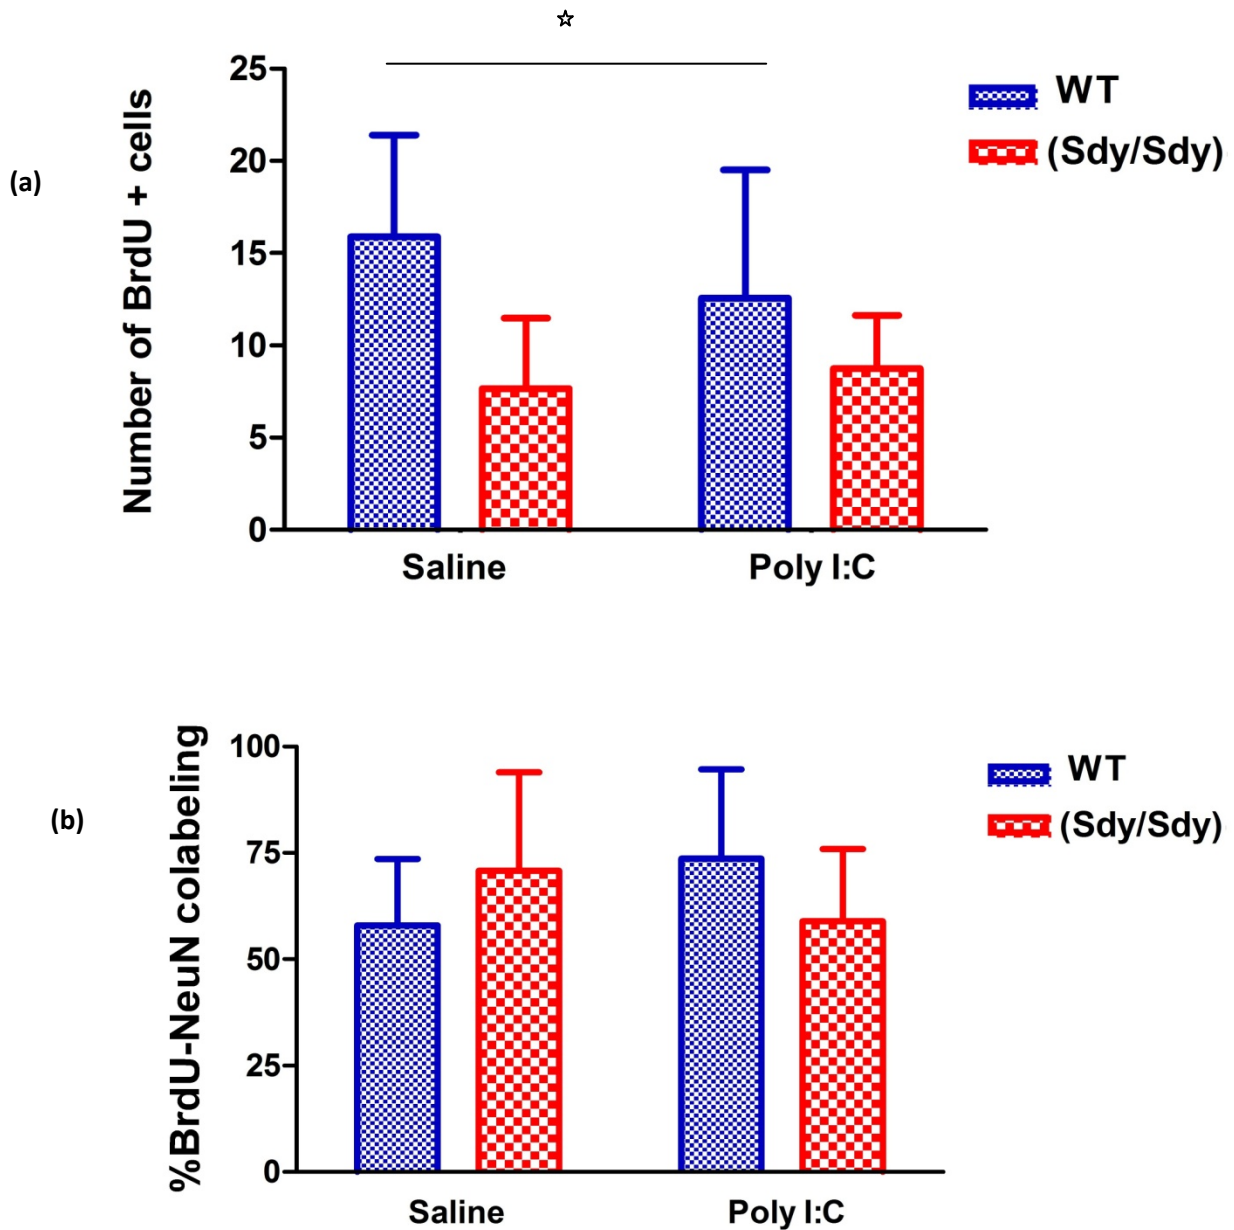 ☆
(a)
Number of BrdU + cells
25
20
15
10
5
0
Saline
Poly I:C
WT
(Sdy/Sdy)
(b)
%BrdU-NeuN colabeling
100
75
50
25
0
Saline
Poly I:C
WT
(Sdy/Sdy)